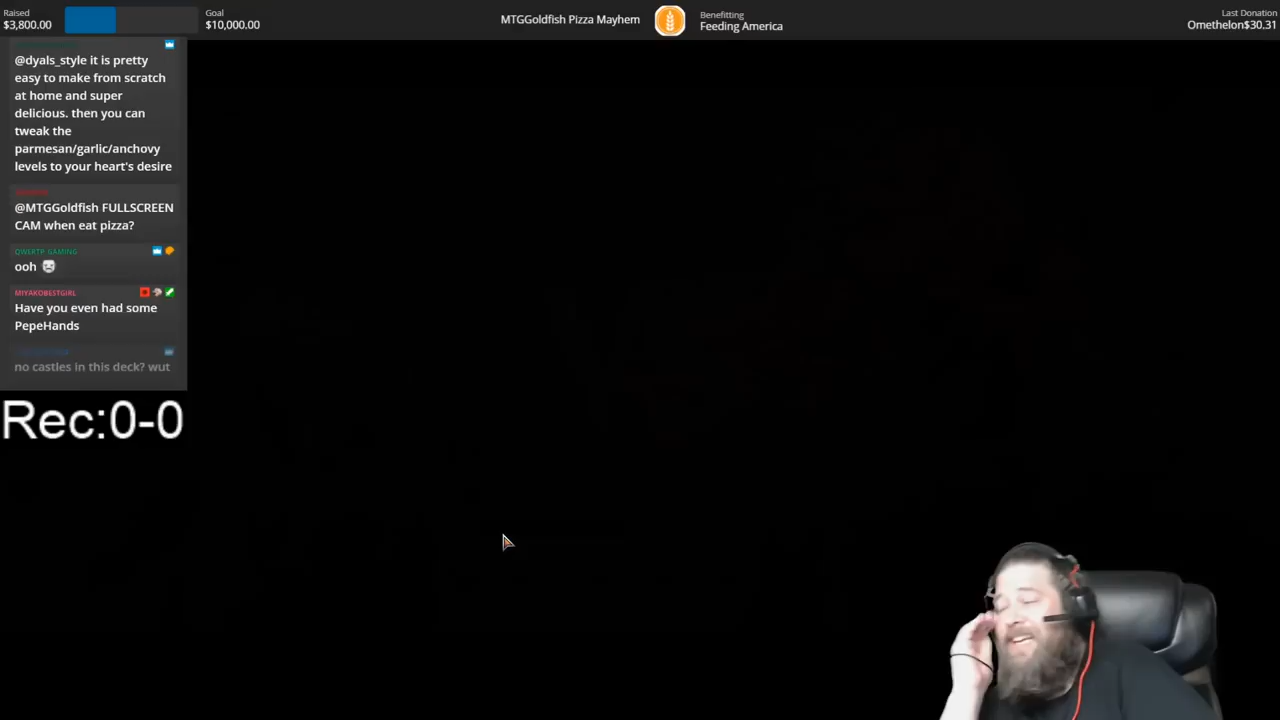 Raised
$3,800.00
Goal
$10,000.00
MTGGoldfish Pizza Mayhem
Benefitting
Feeding America
Last Donation
Omethelon$30.31
@dyals_style it is pretty
easy to make from scratch
at home and super
delicious. then you can
tweak the
parmesan/garlic/anchovy
levels to your heart's desire
@MTGGoldfish FULLSCREEN
CAM when eat pizza?
QWERTP_GAMING
ooh
MIYAKOBESTGIRL
Have you even had some
PepeHands
no castles in this deck? wut
Rec:0-0